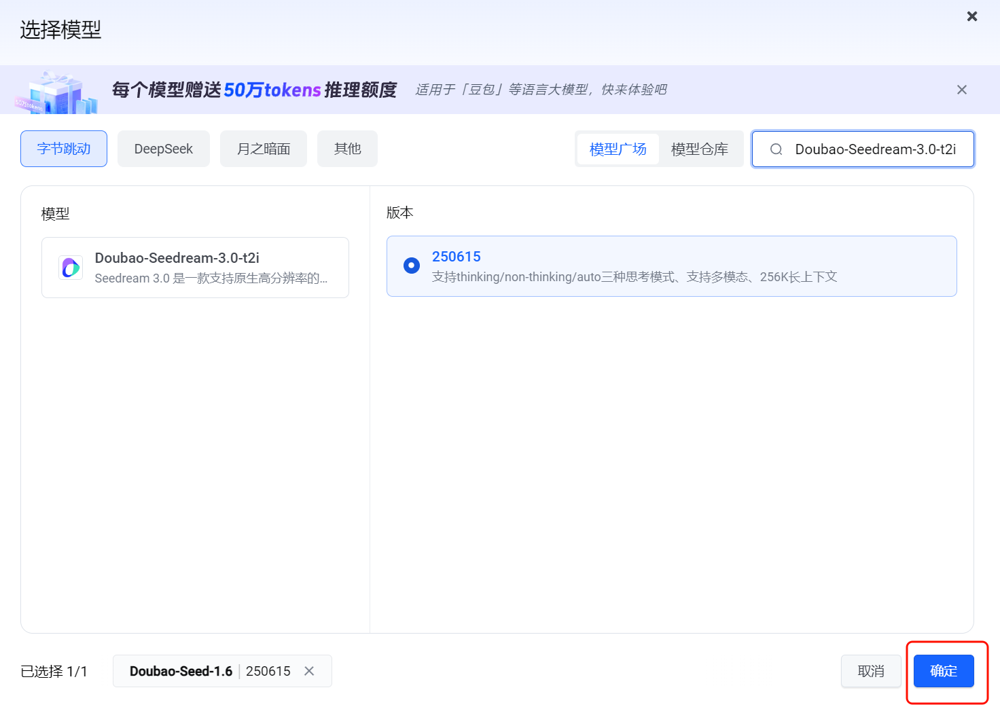 选择模型
每个模型赠送50万tokens推理额度 适用于「豆包」等语言大模型，快来体验吧
50万tokens
字节跳动 DeepSeek 月之暗面 其他 模型广场 模型仓库 Doubao-Seedream-3.0-t2i
模型
Doubao-Seedream-3.0-t2i
Seedream 3.0 是一款支持原生高分辨率的...
版本
250615
支持thinking/non-thinking/auto三种思考模式、支持多模态、256K长上下文
已选择 1/1 Doubao-Seed-1.6 250615 取消 确定